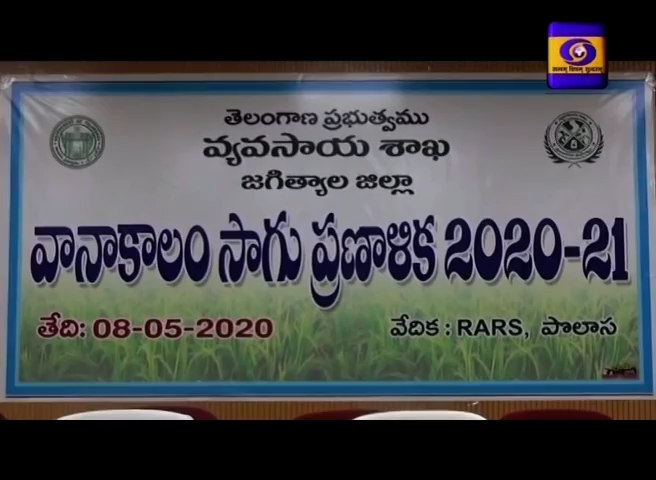 తెలంగాణ ప్రభుత్వము
వ్యవసాయ శాఖ
జగిత్యాల జిల్లా
వానాకాలం సాగు ప్రణాళిక 2020-21
తేది: 08-05-2020
వేదిక : RARS, పొలాస